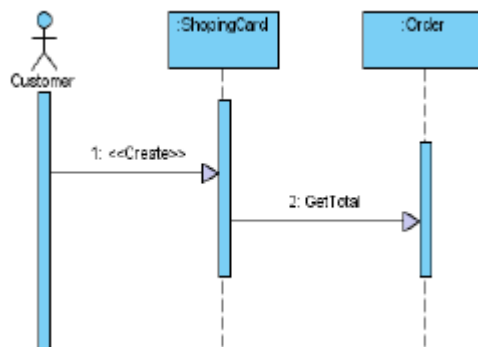 :ShopingCard
:Order
Customer
1: <<Create>>
2: GetTotal